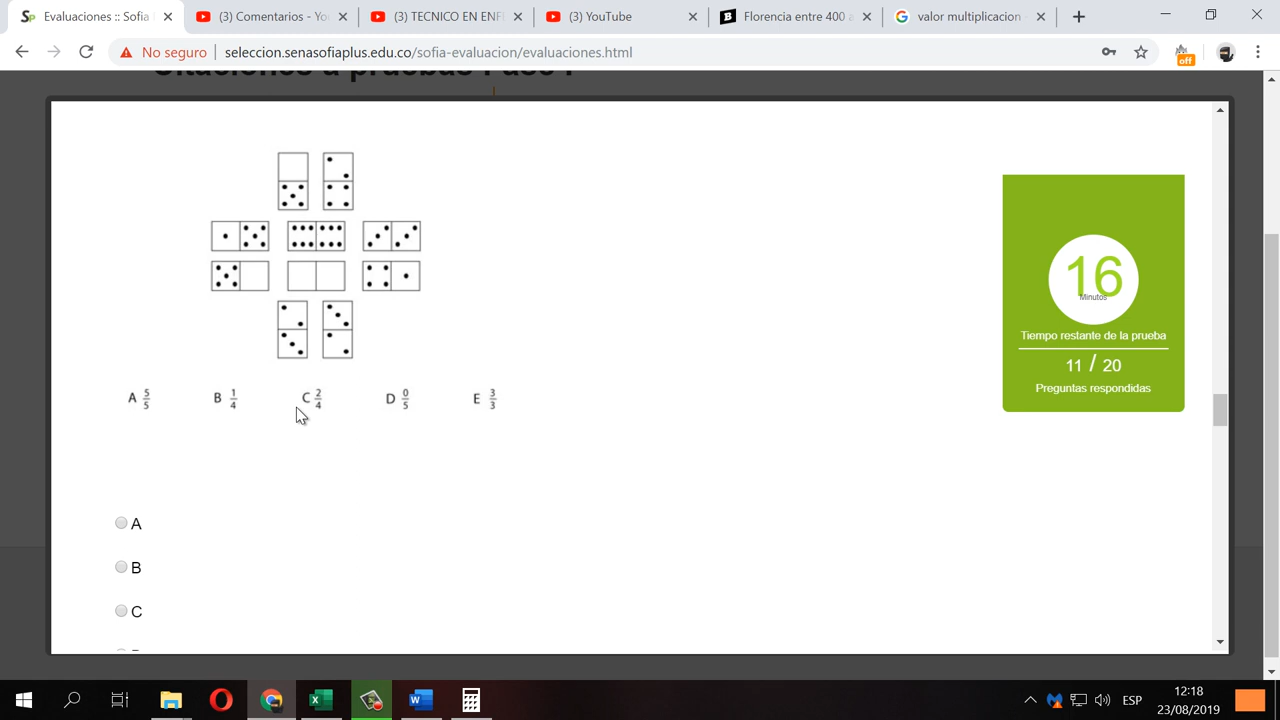 Evaluaciones :: Sofia
(3) Comentarios - Yo
(3) TECNICO EN ENF
(3) YouTube
Florencia entre 400
valor multiplicacion -
No seguro
seleccion.senasofiaplus.edu.co/sofia-evaluacion/evaluaciones.html
off
A 5/5 B 1/4 C 2/4 D 0/5 E 3/3
16
Minutos
Tiempo restante de la prueba
11 / 20
Preguntas respondidas
A
B
C
ESP
12:18
23/08/2019